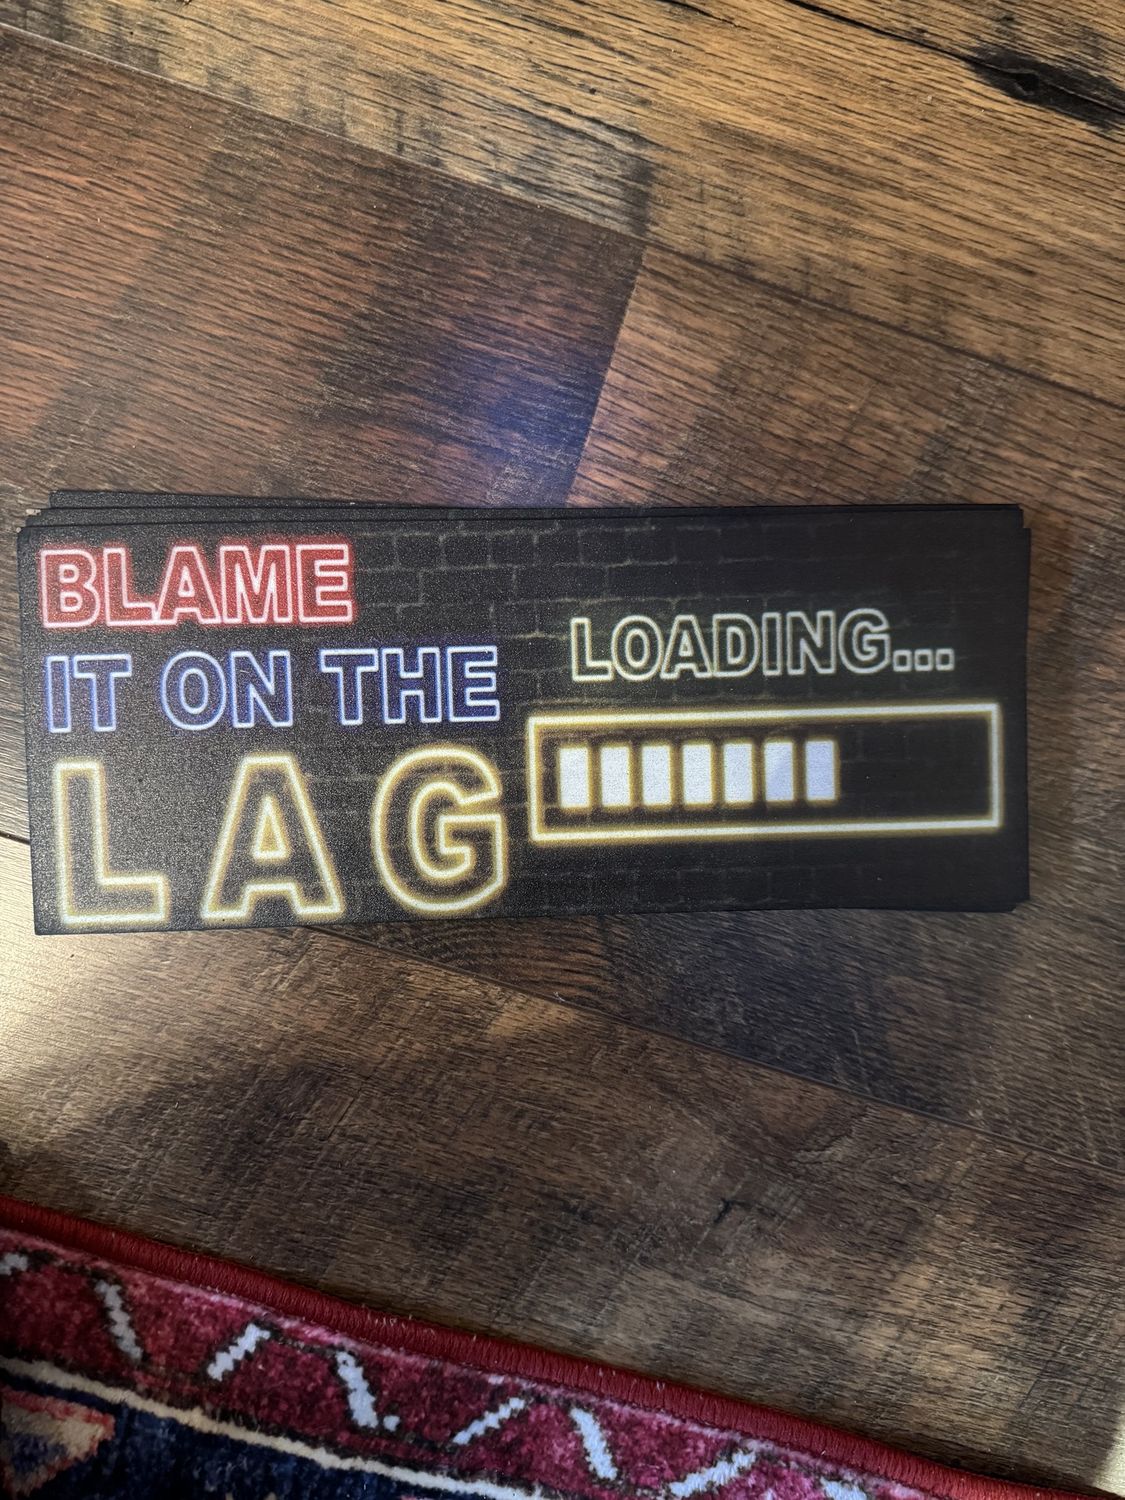 BLAME
IT ON THE
LAG
LOADING...